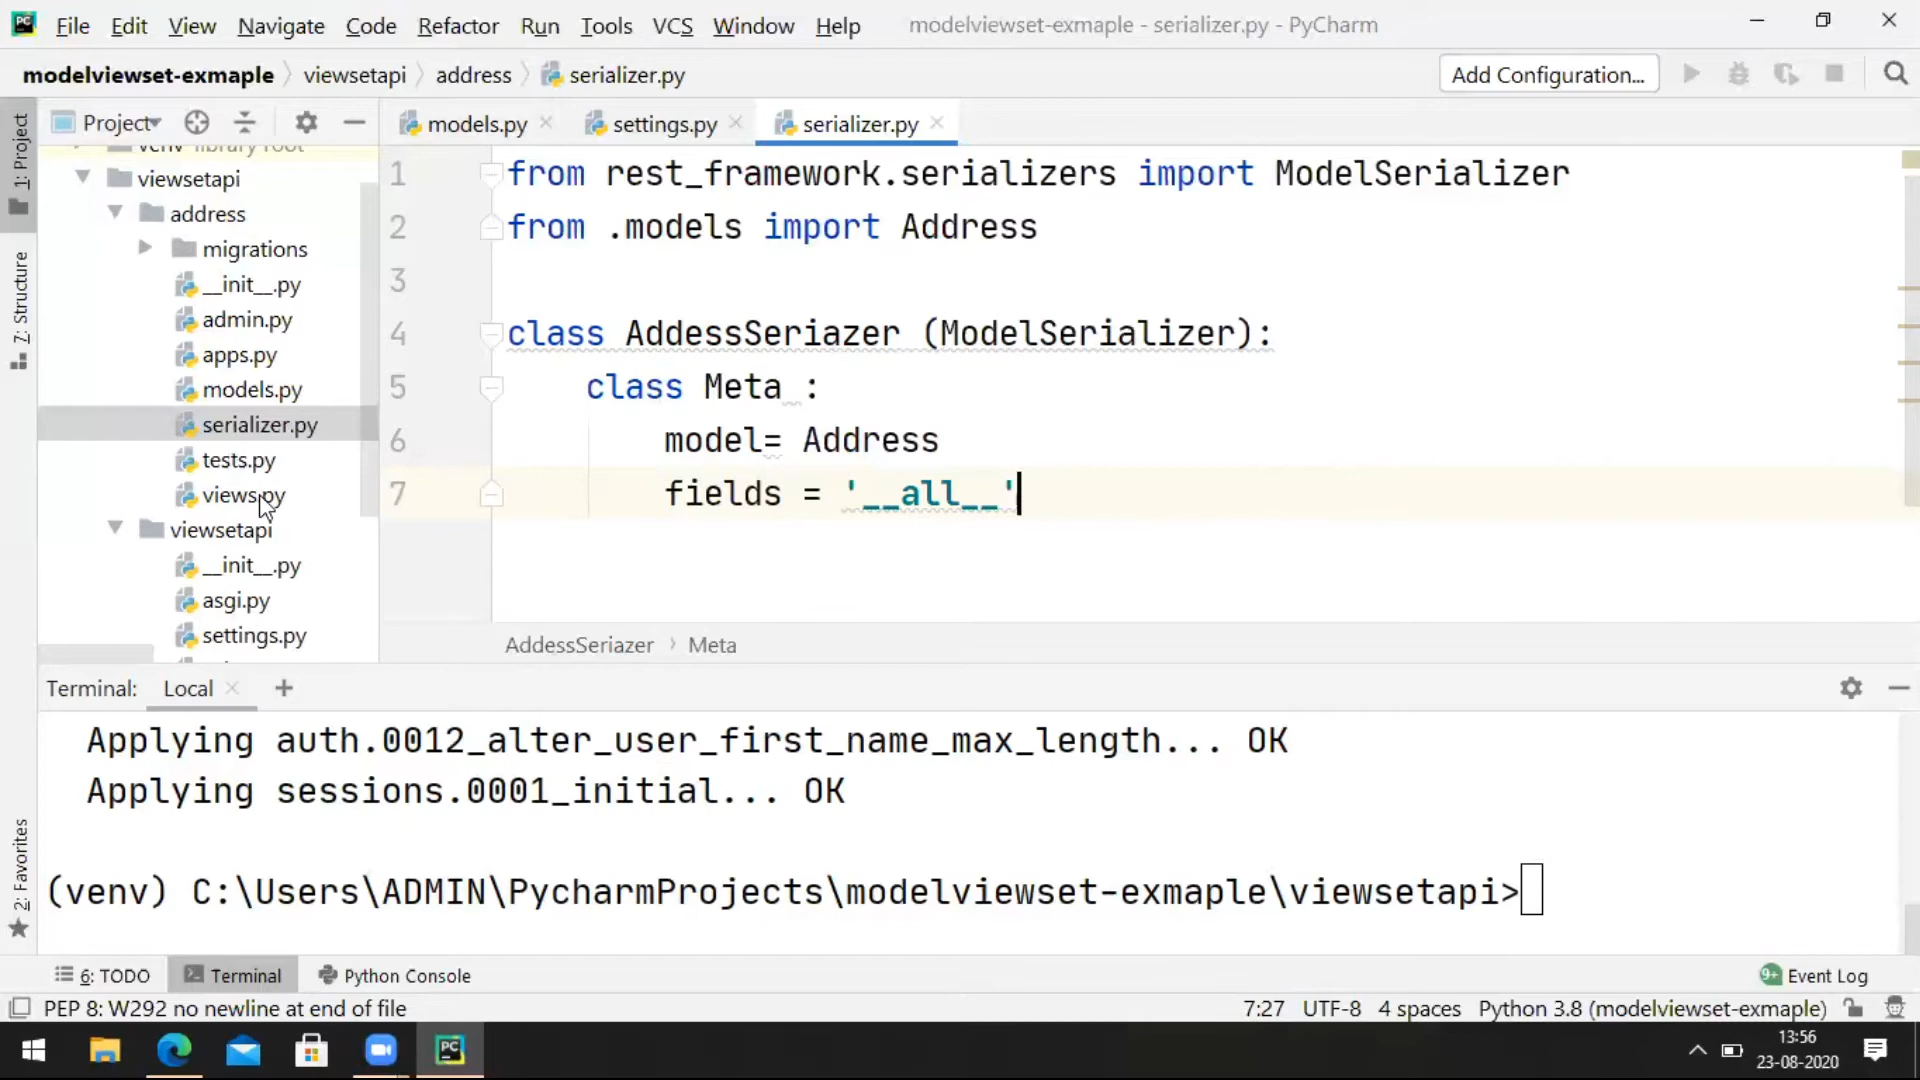 File Edit View Navigate Code Refactor Run Tools VCS Window Help modelviewset-exmaple - serializer.py - PyCharm
modelviewset-exmaple viewsetapi address serializer.py Add Configuration...
1: Project
7: Structure
2: Favorites
Project
venv library root
viewsetapi
address
migrations
__init__.py
admin.py
apps.py
models.py
serializer.py
tests.py
views.py
viewsetapi
__init__.py
asgi.py
settings.py
models.py settings.py serializer.py
1 from rest_framework.serializers import ModelSerializer
2 from .models import Address
3
4 class AddessSeriazer (ModelSerializer):
5 class Meta :
6 model= Address
7 fields = '__all__'
AddessSeriazer Meta
Terminal: Local +
Applying auth.0012_alter_user_first_name_max_length... OK
Applying sessions.0001_initial... OK
(venv) C:\Users\ADMIN\PycharmProjects\modelviewset-exmaple\viewsetapi>
6: TODO Terminal Python Console 9+ Event Log
PEP 8: W292 no newline at end of file 7:27 UTF-8 4 spaces Python 3.8 (modelviewset-exmaple)
PC
13:56
23-08-2020